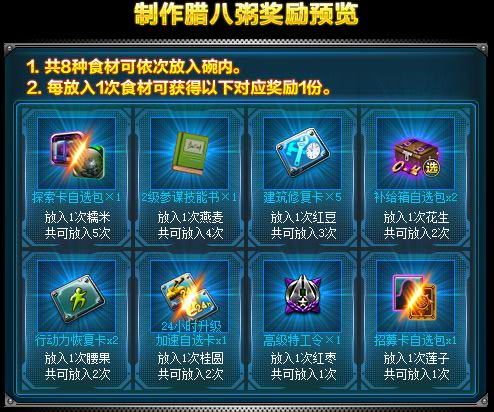 制作腊八粥奖励预览
1. 共8种食材可依次放入碗内。
2. 每放入1次食材可获得以下对应奖励1份。
探索卡自选包×1
放入1次糯米
共可放入5次
2级参谋技能书×1
放入1次燕麦
共可放入4次
建筑修复卡×5
放入1次红豆
共可放入3次
选
补给箱自选包x2
放入1次花生
共可放入2次
行动力恢复卡x2
放入1次腰果
共可放入2次
24小时升级
加速自选卡x1
放入1次桂圆
共可放入2次
高级特工令×1
放入1次红枣
共可放入1次
招募卡自选包x1
放入1次莲子
共可放入1次